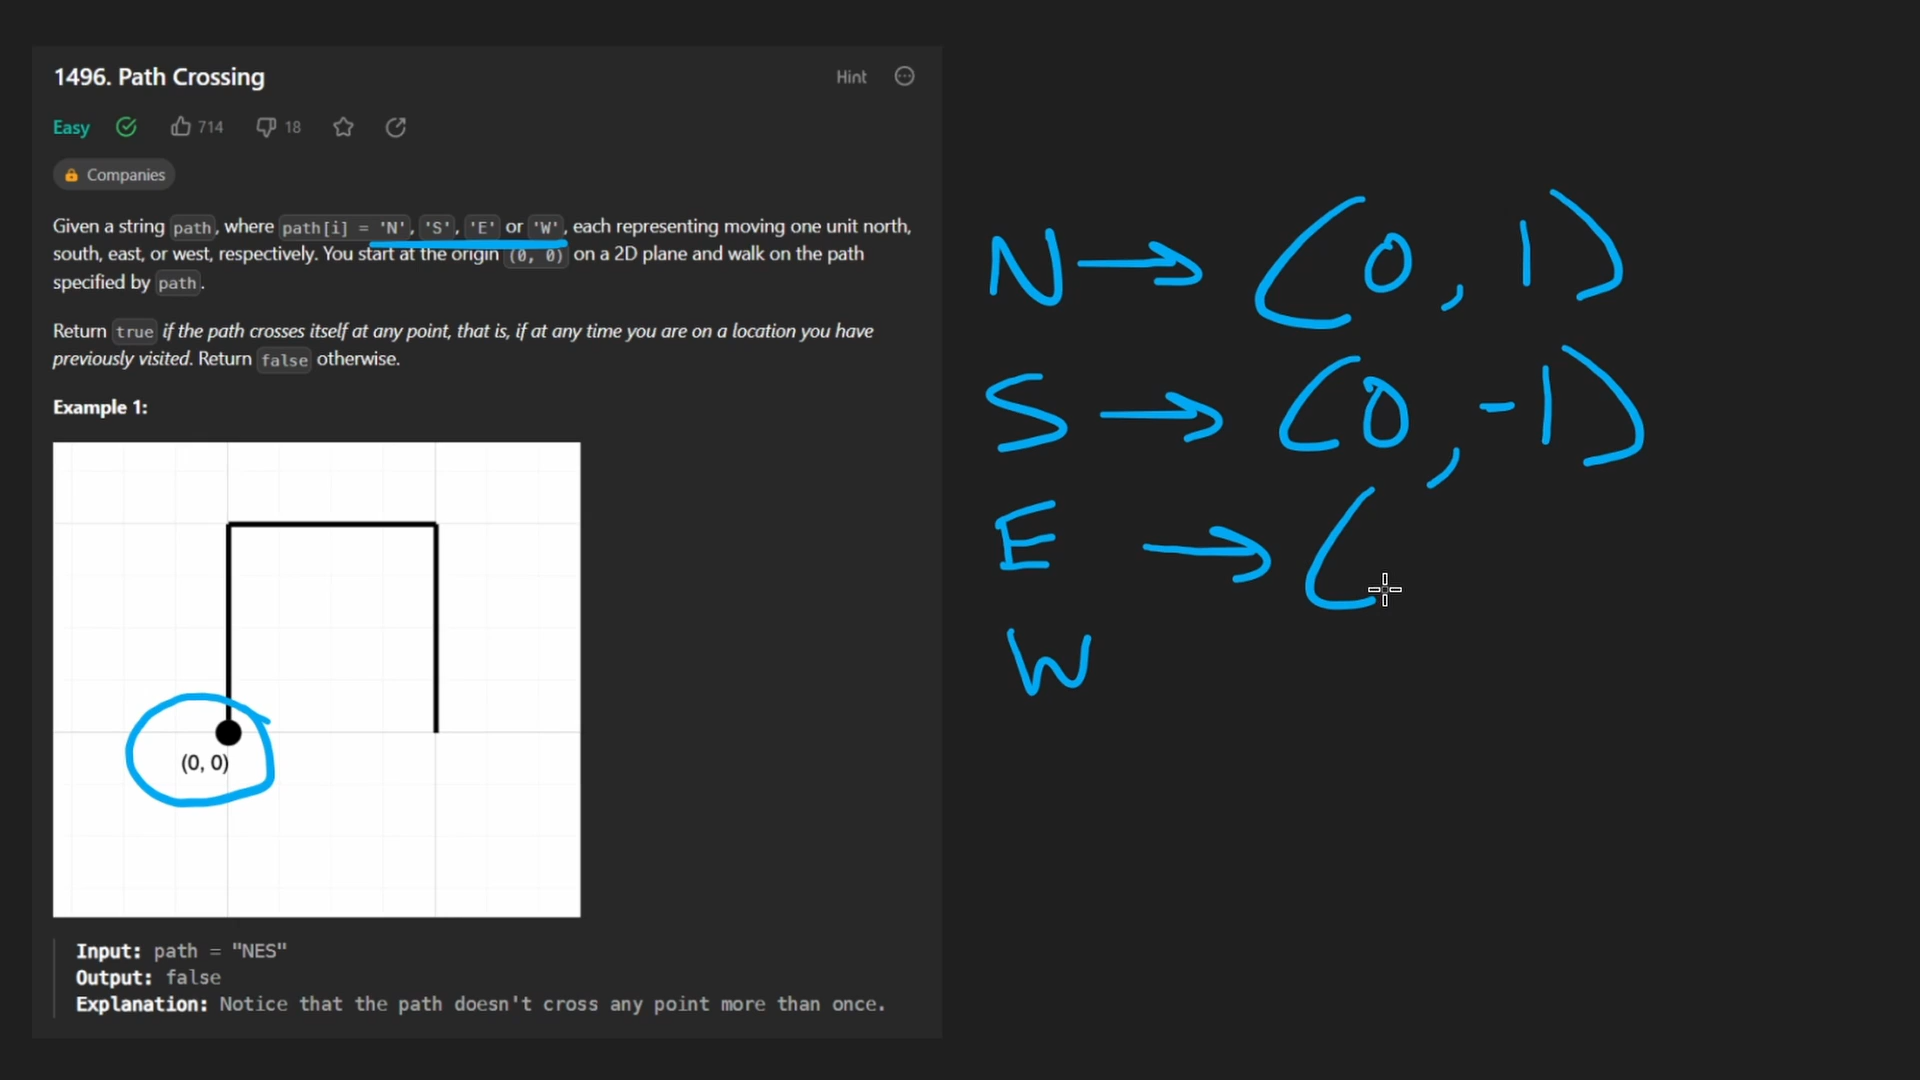 1496. Path Crossing
Hint
Easy
714
18
Companies
Given a string path, where path[i] = 'N', 'S', 'E' or 'W', each representing moving one unit north,
south, east, or west, respectively. You start at the origin (0, 0) on a 2D plane and walk on the path
specified by path.
Return true if the path crosses itself at any point, that is, if at any time you are on a location you have
previously visited. Return false otherwise.
Example 1:
(0, 0)
Input: path = "NES"
Output: false
Explanation: Notice that the path doesn't cross any point more than once.
N → (0, 1)
S → (0, -1)
E → (
W